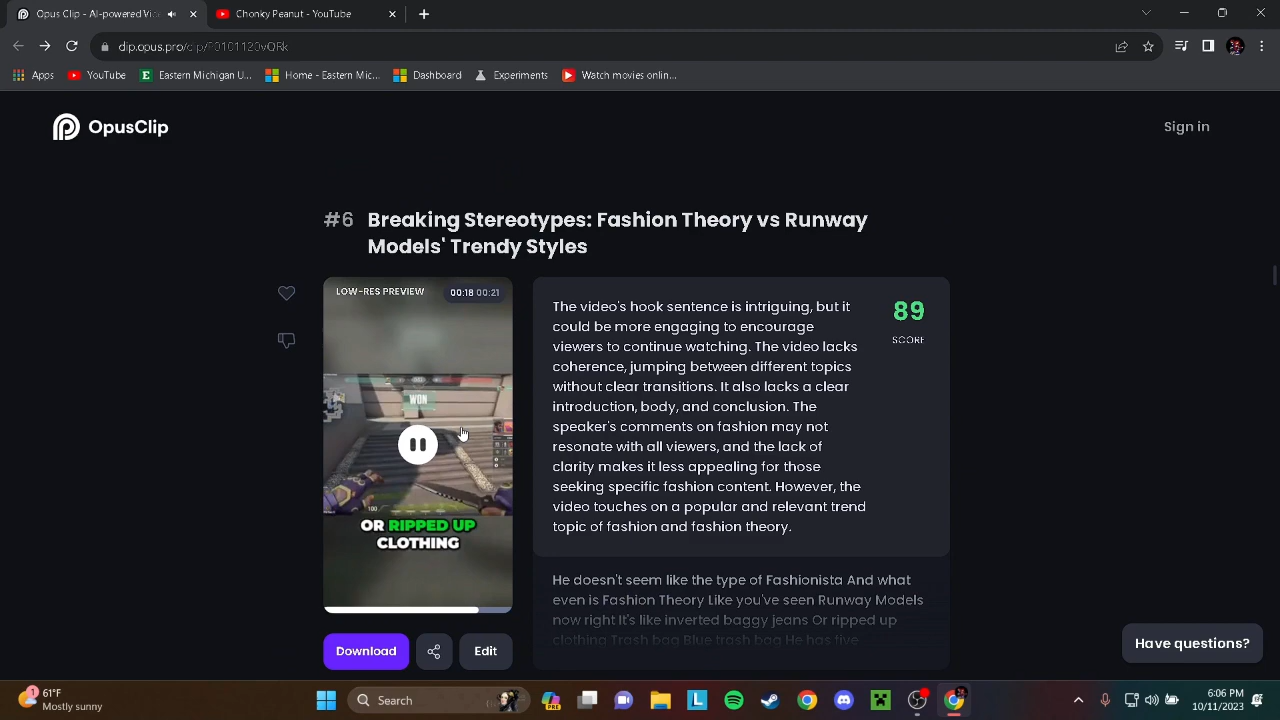 Opus Clip - AI-powered Vid
Chonky Peanut - YouTube
Apps
YouTube
Eastern Michigan U...
Home - Eastern Mic...
Dashboard
Experiments
Watch movies onlin...
OpusClip
Sign in
#6 Breaking Stereotypes: Fashion Theory vs Runway
Models' Trendy Styles
LOW-RES PREVIEW
00:18 00:21
WON
100
OR RIPPED UP
CLOTHING
The video's hook sentence is intriguing, but it
could be more engaging to encourage
viewers to continue watching. The video lacks
coherence, jumping between different topics
without clear transitions. It also lacks a clear
introduction, body, and conclusion. The
speaker's comments on fashion may not
resonate with all viewers, and the lack of
clarity makes it less appealing for those
seeking specific fashion content. However, the
video touches on a popular and relevant trend
topic of fashion and fashion theory.
89
SCORE
He doesn't seem like the type of Fashionista And what
even is Fashion Theory Like you've seen Runway Models
now right It's like inverted baggy jeans Or ripped up
clothing Trash bag Blue trash bag He has five
Download
Edit
Have questions?
1
61°F
Mostly sunny
Search
6:06 PM
10/11/2023